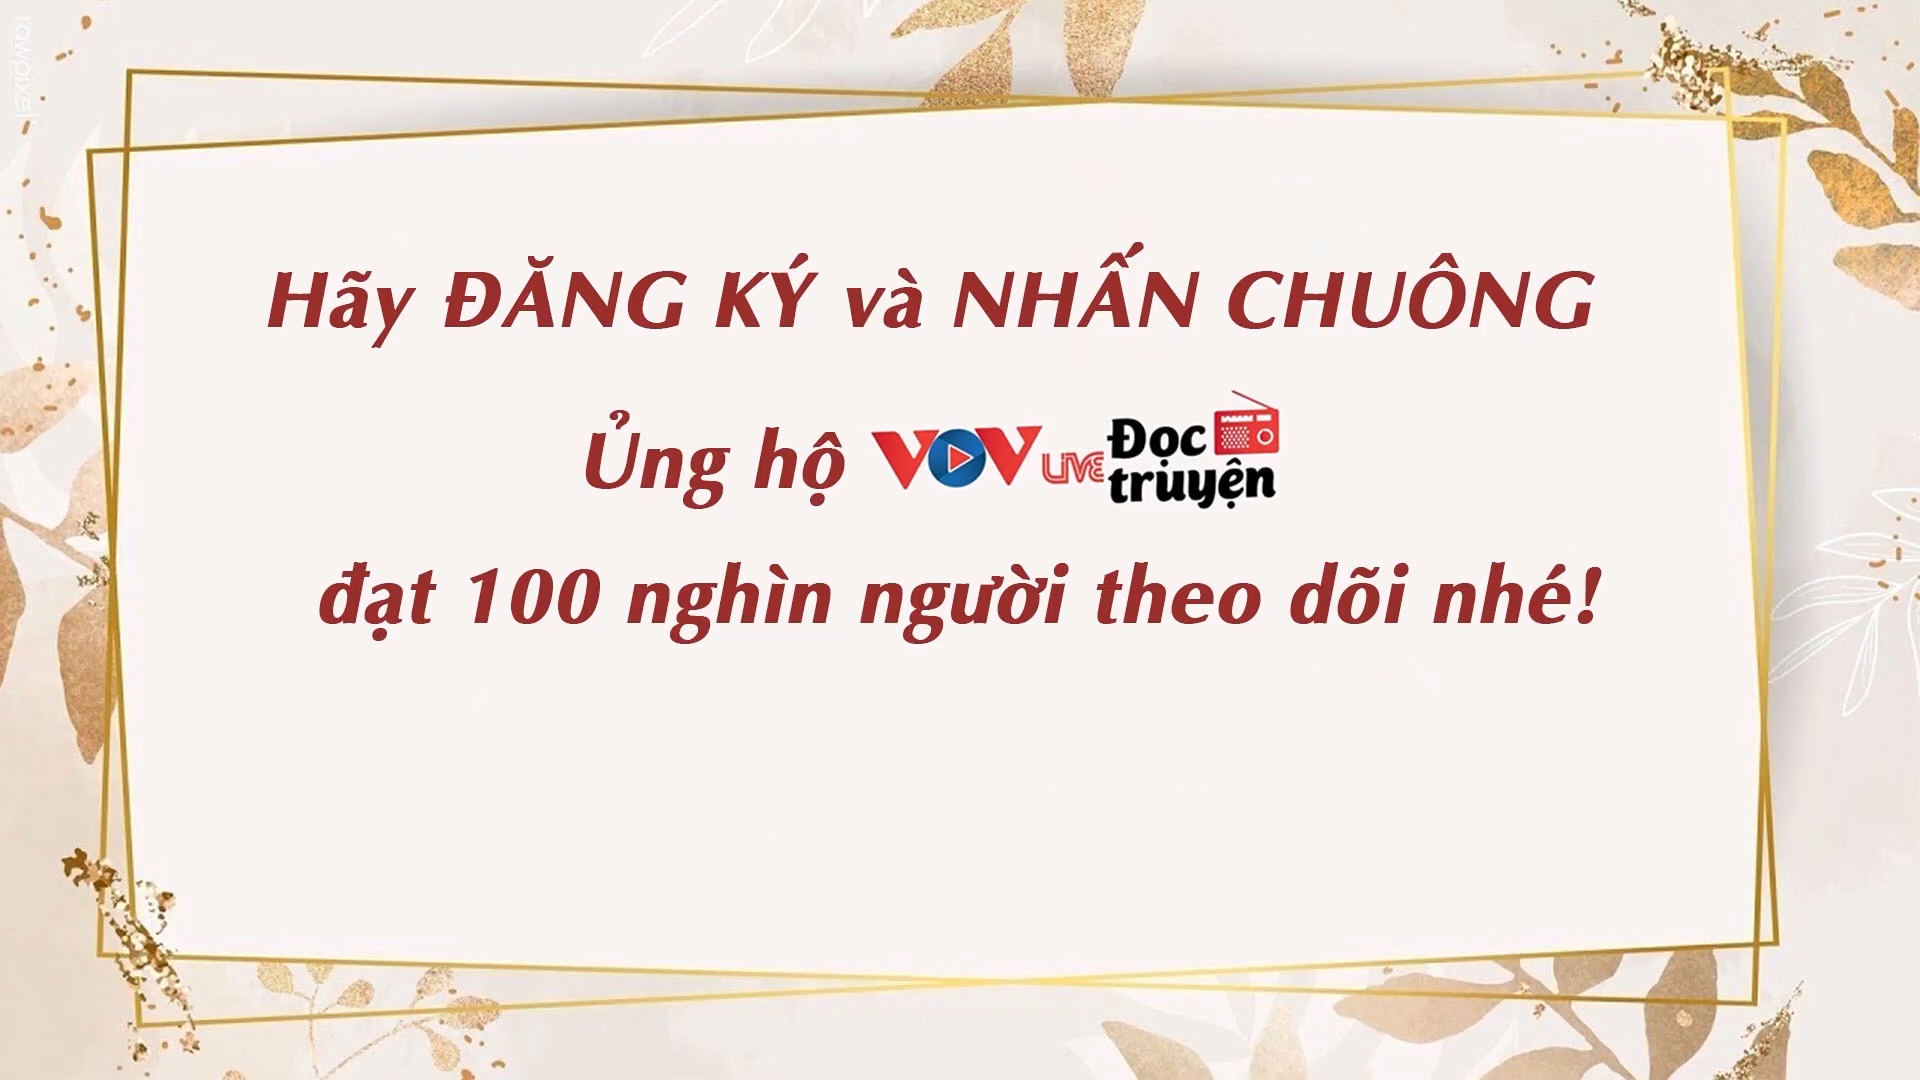 rawpixel
Hãy ĐĂNG KÝ và NHẤN CHUÔNG
Ủng hộ VOV LIVE Đọc truyện
đạt 100 nghìn người theo dõi nhé!